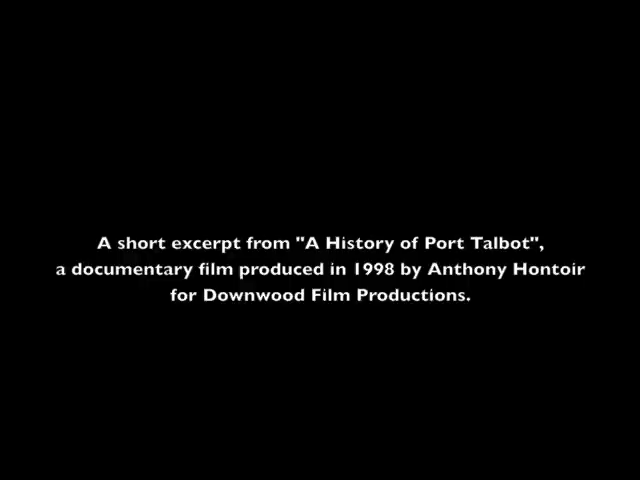 A short excerpt from "A History of Port Talbot",
a documentary film produced in 1998 by Anthony Hontoir
for Downwood Film Productions.